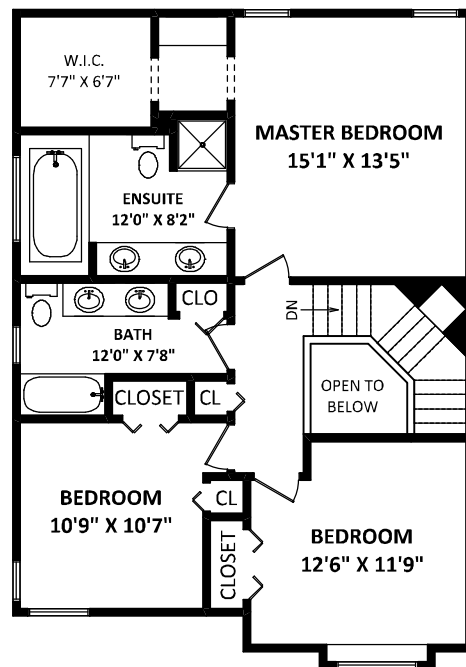 W.I.C.
7'7" X 6'7"
MASTER BEDROOM
15'1" X 13'5"
ENSUITE
12'0" X 8'2"
CLO
DN
BATH
12'0" X 7'8"
OPEN TO
BELOW
CLOSET
CL
BEDROOM
10'9" X 10'7"
CL
CLOSET
BEDROOM
12'6" X 11'9"